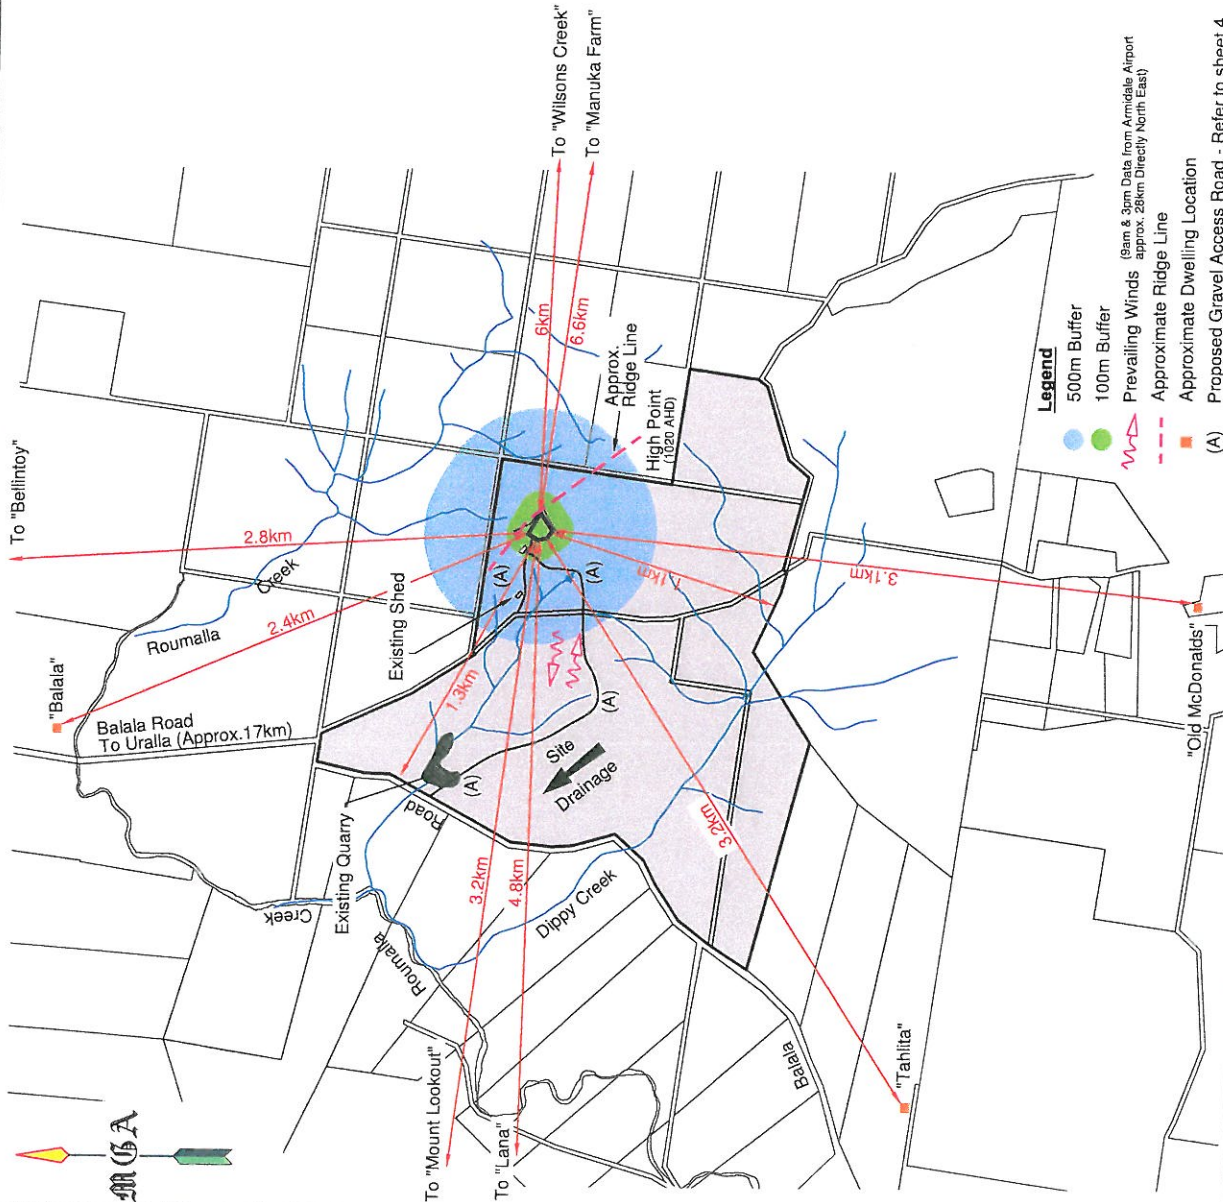 MGA
To "Bellintoy"
2.8km
Roumalla
Creek
2.4km
"Balala"
Balala Road
To Uralla (Approx.17km)
Existing Shed
(A)
(A)
(A)
(A)
1.3km
Existing Quarry
Road
Creek
Roumalla
Site
Drainage
Dippy Creek
3.2km
4.8km
To "Mount Lookout"
To "Lana"
To "Wilsons Creek"
To "Manuka Farm"
6km
6.6km
Approx.
Ridge Line
High Point
(1020 AHD)
1.1km
3.1km
3.2km
Balala
"Tahlita"
"Old McDonalds"
Legend
500m Buffer
100m Buffer
Prevailing Winds (9am & 3pm Data from Armidale Airport
approx. 28km Directly North East)
Approximate Ridge Line
Approximate Dwelling Location
(A) Proposed Gravel Access Road - Refer to sheet 4